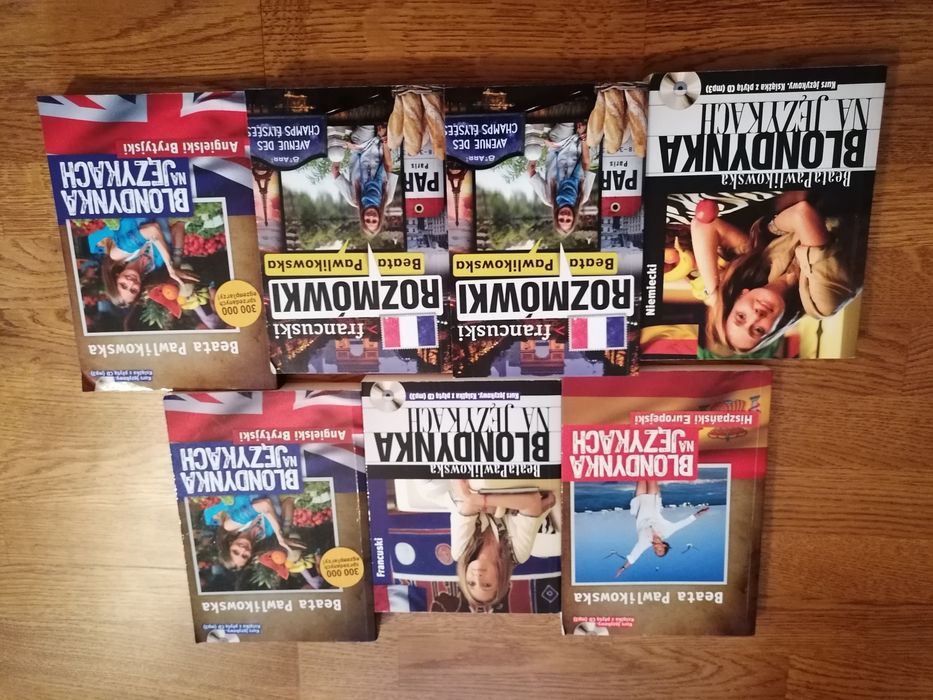 Kurs językowy.
Książka z płytą CD (mp3)
Beata Pawlikowska
300 000
sprzedanych
egzemplarzy!
BLONDYNKA
NA
JĘZYKACH
Angielski Brytyjski
francuski
ROZMÓWKI
Beata
Pawlikowska
PAR
Paris
AVENUE DES
CHAMPS ÉLYSÉES
francuski
ROZMÓWKI
Beata
Pawlikowska
PAR
Paris
AVENUE DES
CHAMPS ÉLYSÉES
Niemiecki
Beata Pawlikowska
BLONDYNKA
NA JĘZYKACH
Kurs językowy. Książka z płytą CD (mp3)
Kurs językowy.
Książka z płytą CD (mp3)
Beata Pawlikowska
300 000
sprzedanych
egzemplarzy!
BLONDYNKA
NA
JĘZYKACH
Angielski Brytyjski
Francuski
Beata Pawlikowska
BLONDYNKA
NA JĘZYKACH
Kurs językowy. Książka z płytą CD (mp3)
Kurs językowy.
Książka z płytą CD (mp3)
Beata Pawlikowska
BLONDYNKA
NA
JĘZYKACH
Hiszpański Europejski